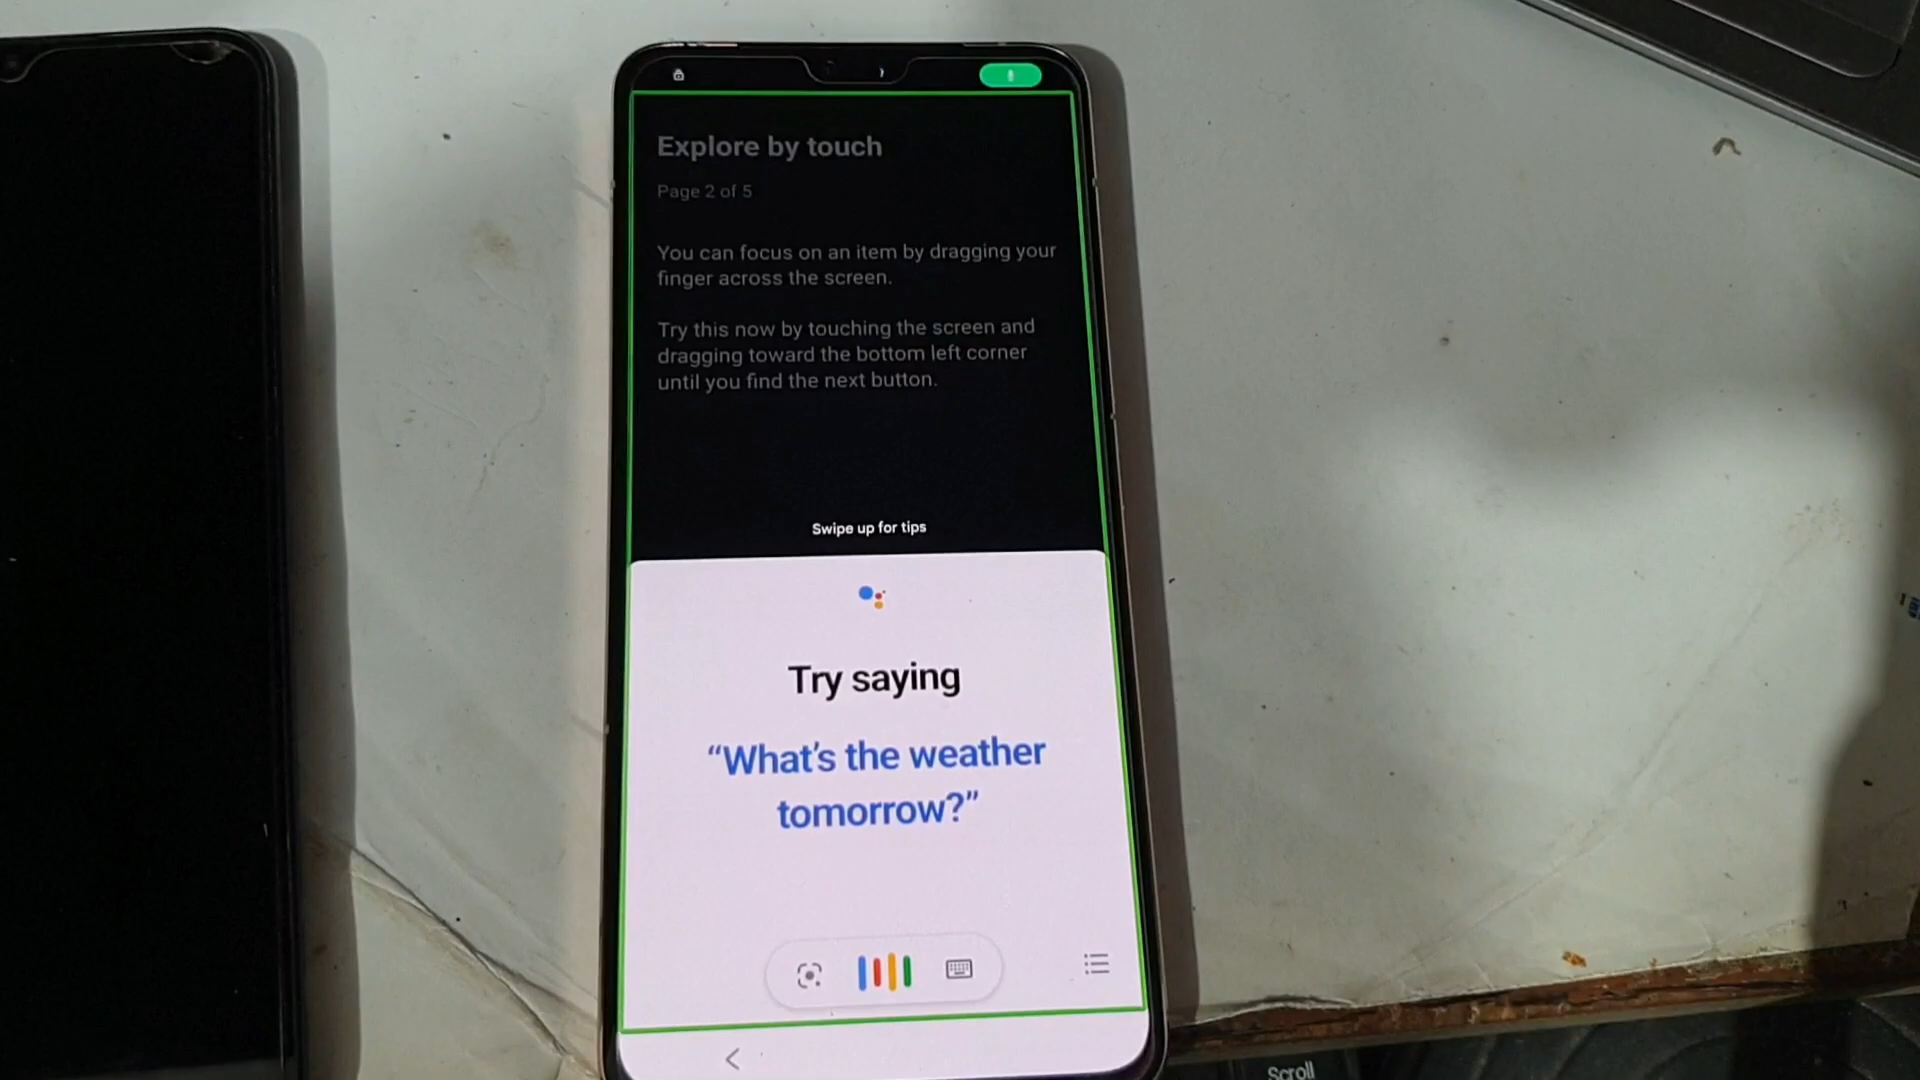 Explore by touch
Page 2 of 5
You can focus on an item by dragging your
finger across the screen.
Try this now by touching the screen and
dragging toward the bottom left corner
until you find the next button.
Swipe up for tips
Try saying
“What's the weather
tomorrow?”
Scroll